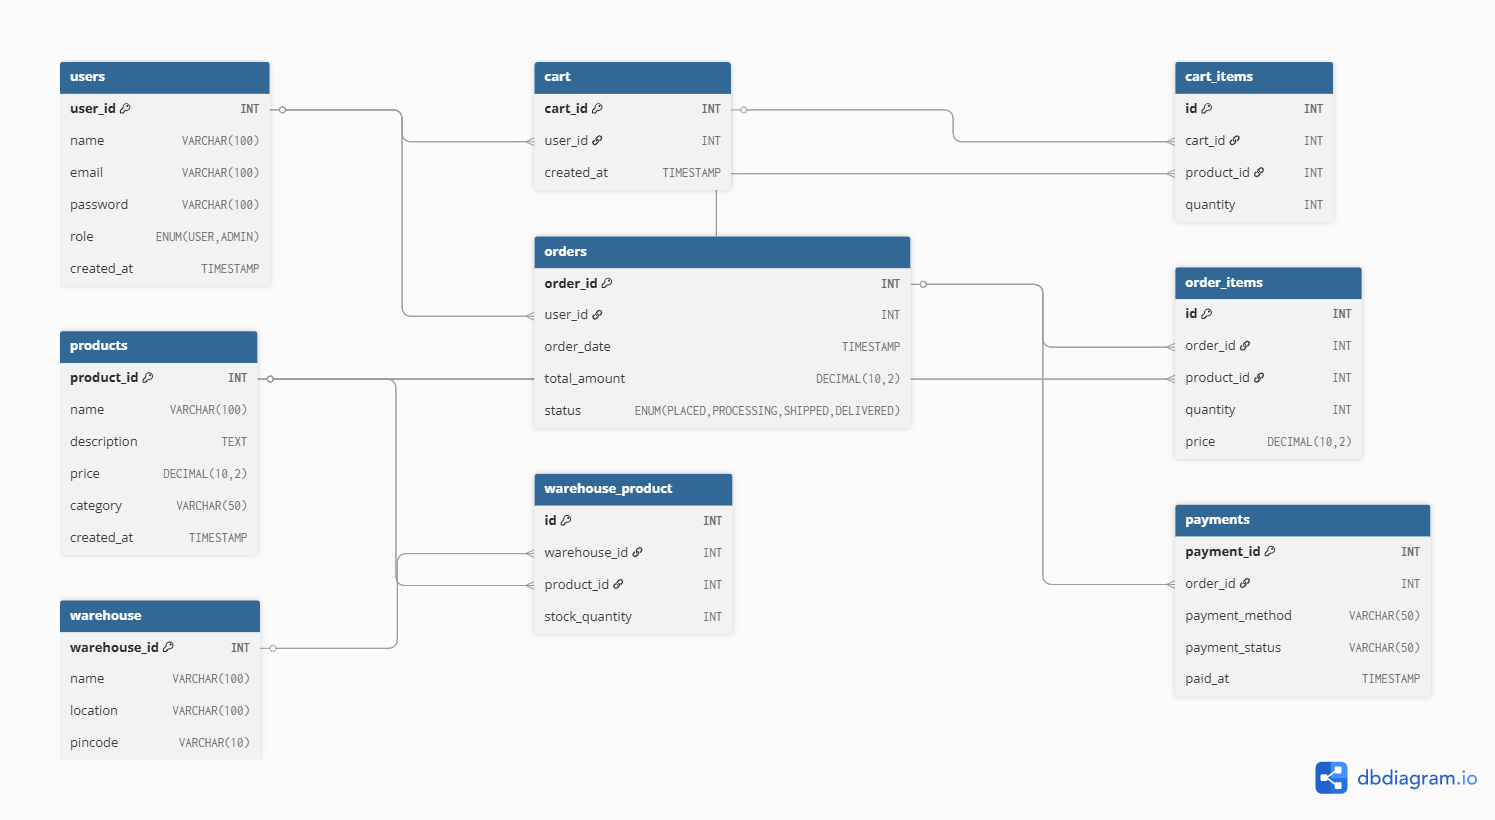 users
user_id INT
name VARCHAR(100)
email VARCHAR(100)
password VARCHAR(100)
role ENUM(USER,ADMIN)
created_at TIMESTAMP
products
product_id INT
name VARCHAR(100)
description TEXT
price DECIMAL(10,2)
category VARCHAR(50)
created_at TIMESTAMP
warehouse
warehouse_id INT
name VARCHAR(100)
location VARCHAR(100)
pincode VARCHAR(10)
cart
cart_id INT
user_id INT
created_at TIMESTAMP
orders
order_id INT
user_id INT
order_date TIMESTAMP
total_amount DECIMAL(10,2)
status ENUM(PLACED,PROCESSING,SHIPPED,DELIVERED)
warehouse_product
id INT
warehouse_id INT
product_id INT
stock_quantity INT
cart_items
id INT
cart_id INT
product_id INT
quantity INT
order_items
id INT
order_id INT
product_id INT
quantity INT
price DECIMAL(10,2)
payments
payment_id INT
order_id INT
payment_method VARCHAR(50)
payment_status VARCHAR(50)
paid_at TIMESTAMP
dbdiagram.io